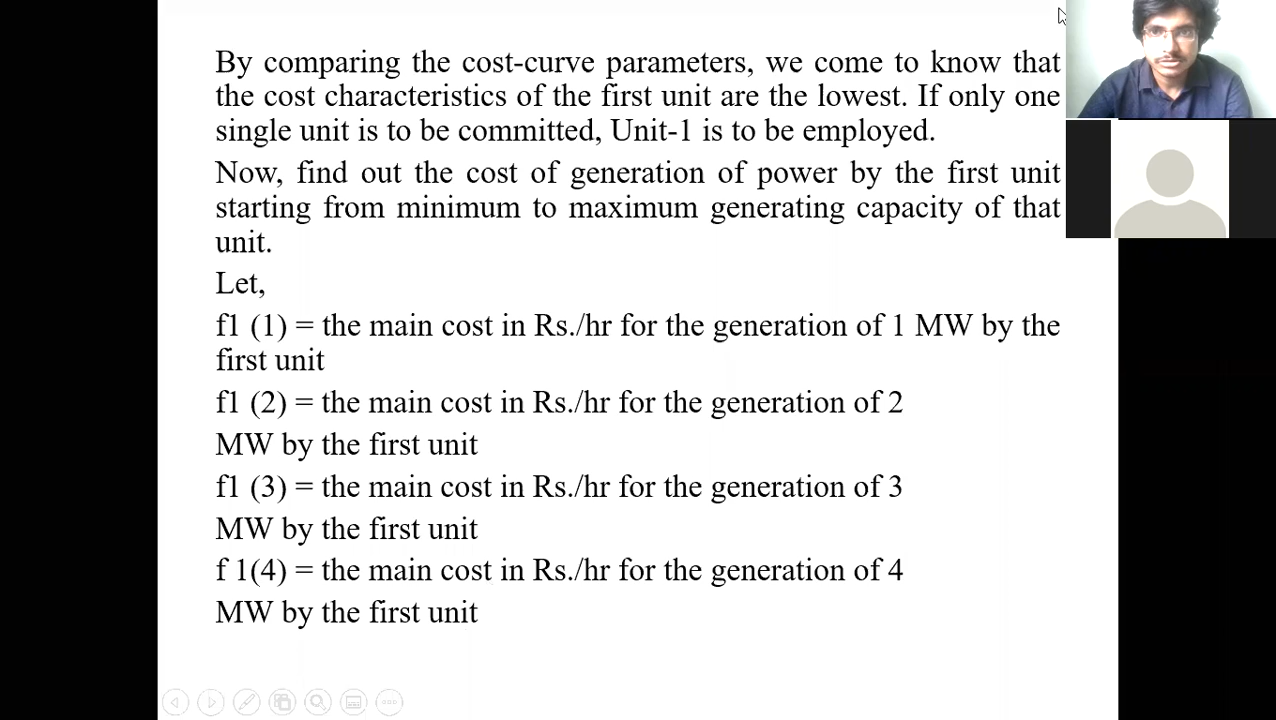 By comparing the cost-curve parameters, we come to know that
the cost characteristics of the first unit are the lowest. If only one
single unit is to be committed, Unit-1 is to be employed.
Now, find out the cost of generation of power by the first unit
starting from minimum to maximum generating capacity of that
unit.
Let,
f1 (1) = the main cost in Rs./hr for the generation of 1 MW by the
first unit
f1 (2) = the main cost in Rs./hr for the generation of 2
MW by the first unit
f1 (3) = the main cost in Rs./hr for the generation of 3
MW by the first unit
f 1(4) = the main cost in Rs./hr for the generation of 4
MW by the first unit